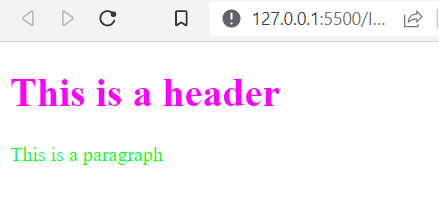 127.0.0.1:5500/l...
This is a header
This is a paragraph